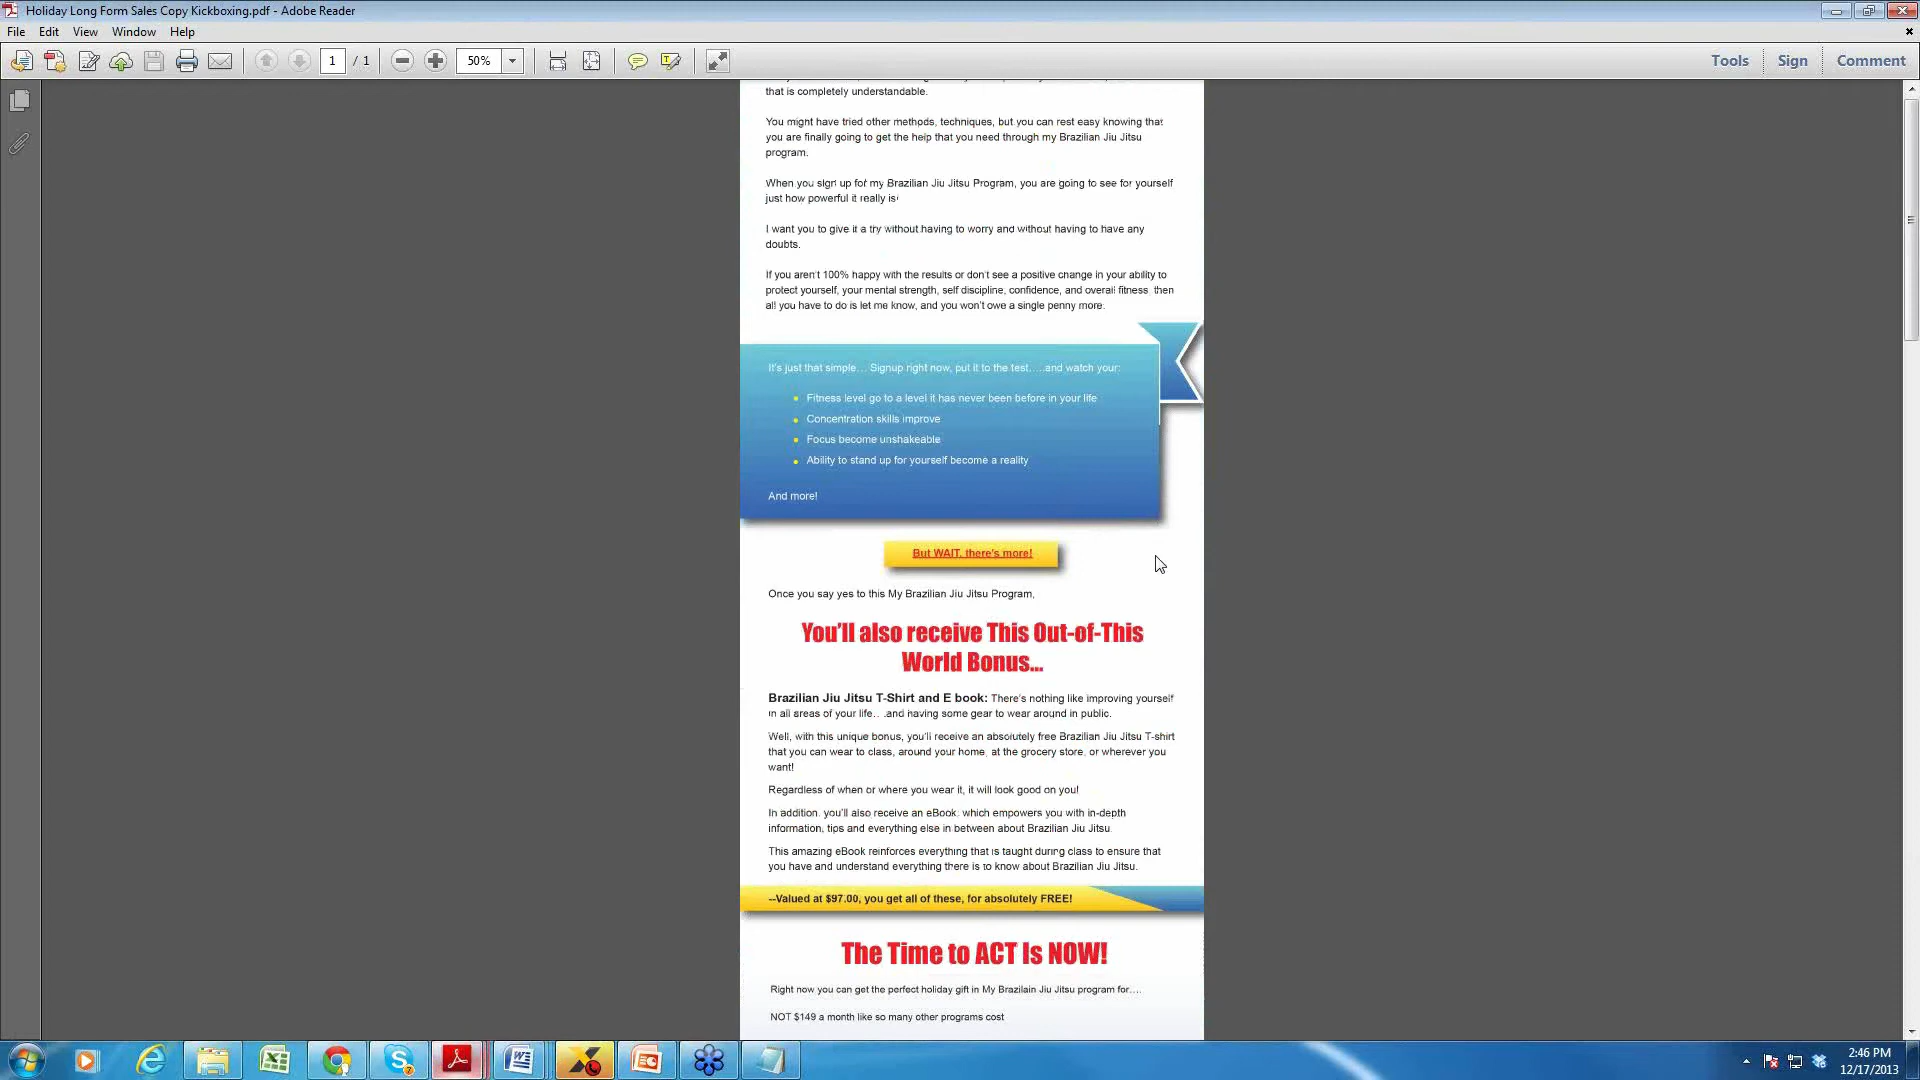 Holiday Long Form Sales Copy Kickboxing.pdf - Adobe Reader
File Edit View Window Help
1 / 1 50% Tools Sign Comment
that is completely understandable.
You might have tried other methods, techniques, but you can rest easy knowing that
you are finally going to get the help that you need through my Brazilian Jiu Jitsu
program.
When you sign up for my Brazilian Jiu Jitsu Program, you are going to see for yourself
just how powerful it really is!
I want you to give it a try without having to worry and without having to have any
doubts.
If you aren't 100% happy with the results or don't see a positive change in your ability to
protect yourself, your mental strength, self discipline, confidence, and overall fitness, then
all you have to do is let me know, and you won't owe a single penny more.
It's just that simple… Signup right now, put it to the test…..and watch your:
Fitness level go to a level it has never been before in your life
Concentration skills improve
Focus become unshakeable
Ability to stand up for yourself become a reality
And more!
But WAIT, there's more!
Once you say yes to this My Brazilian Jiu Jitsu Program,
You'll also receive This Out-of-This
World Bonus...
Brazilian Jiu Jitsu T-Shirt and E book: There's nothing like improving yourself
in all areas of your life….and having some gear to wear around in public.
Well, with this unique bonus, you'll receive an absolutely free Brazilian Jiu Jitsu T-shirt
that you can wear to class, around your home, at the grocery store, or wherever you
want!
Regardless of when or where you wear it, it will look good on you!
In addition, you'll also receive an eBook, which empowers you with in-depth
information, tips and everything else in between about Brazilian Jiu Jitsu.
This amazing eBook reinforces everything that is taught during class to ensure that
you have and understand everything there is to know about Brazilian Jiu Jitsu.
--Valued at $97.00, you get all of these, for absolutely FREE!
The Time to ACT Is NOW!
Right now you can get the perfect holiday gift in My Brazilain Jiu Jitsu program for….
NOT $149 a month like so many other programs cost
2:46 PM
12/17/2013